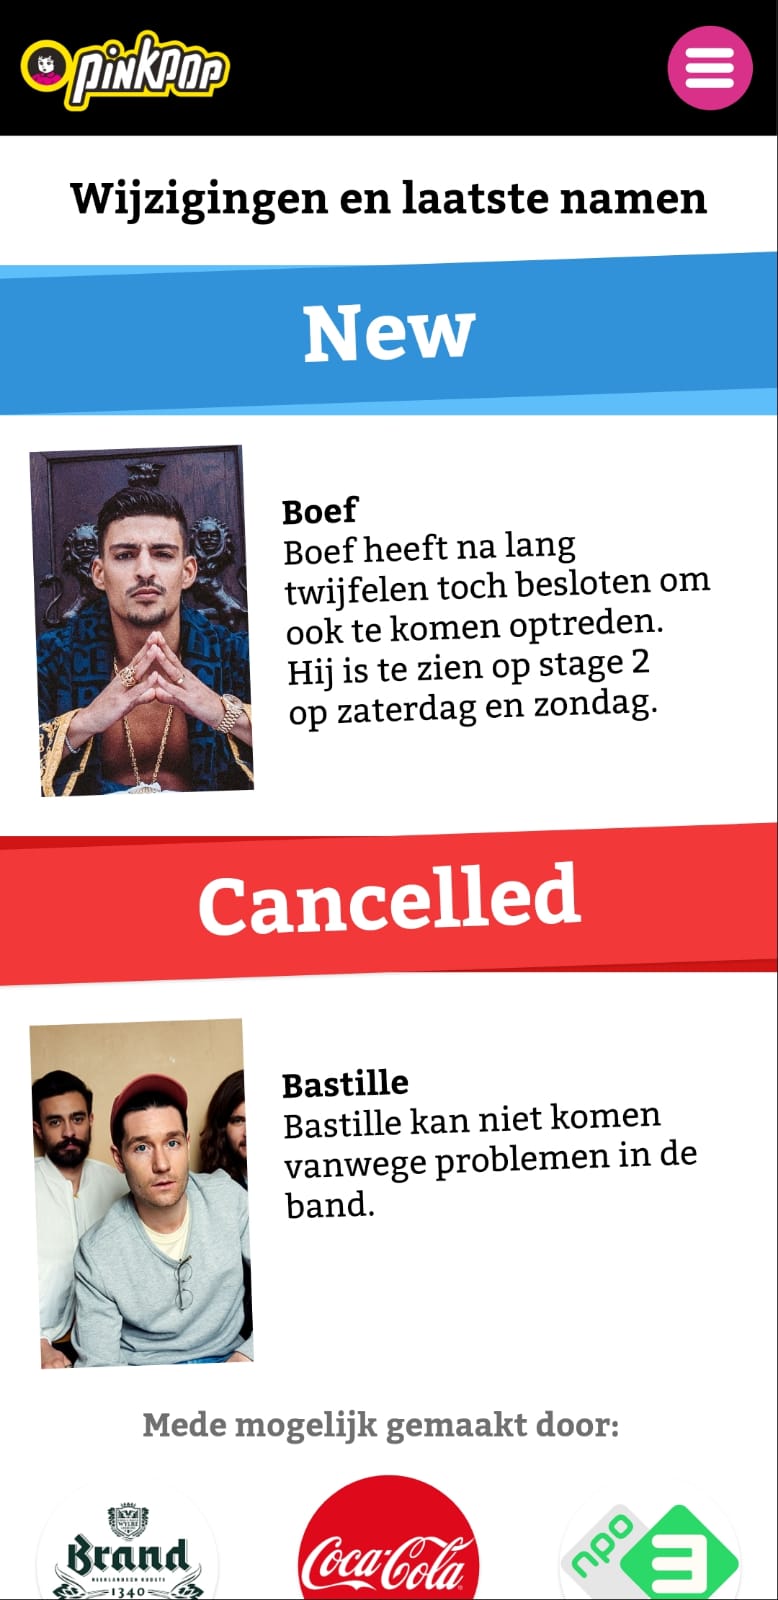 pinkpop
Wijzigingen en laatste namen
New
Boef
Boef heeft na lang
twijfelen toch besloten om
ook te komen optreden.
Hij is te zien op stage 2
op zaterdag en zondag.
Cancelled
Bastille
Bastille kan niet komen
vanwege problemen in de
band.
Mede mogelijk gemaakt door:
Brand
1340
Coca-Cola
npo
3